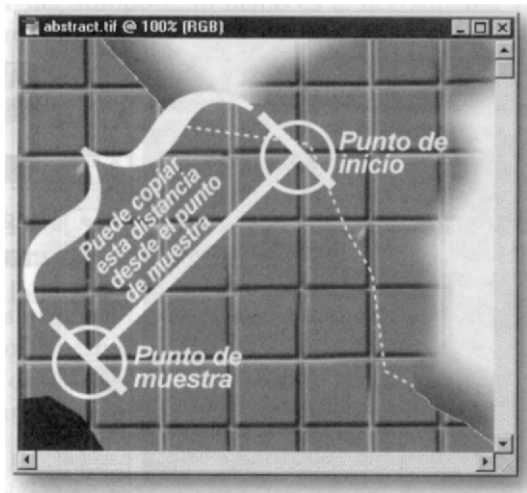 abstract.tif @ 100% (RGB)
Punto de
inicio
Puede copiar
esta distancia
desde el punto
de muestra
Punto de
muestra